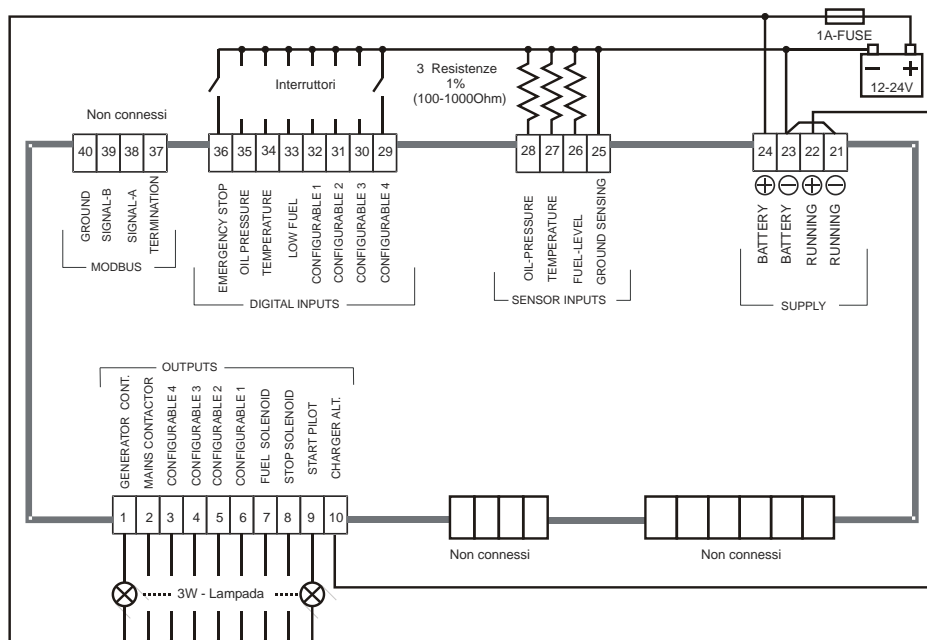 1A-FUSE
− +
12-24V
Interruttori
3 Resistenze
1%
(100-1000Ohm)
Non connessi
40 39 38 37
36 35 34 33 32 31 30 29
28 27 26 25
24 23 22 21
GROUND
SIGNAL-B
SIGNAL-A
TERMINATION
MODBUS
EMERGENCY STOP
OIL PRESSURE
TEMPERATURE
LOW FUEL
CONFIGURABLE 1
CONFIGURABLE 2
CONFIGURABLE 3
CONFIGURABLE 4
DIGITAL INPUTS
OIL-PRESSURE
TEMPERATURE
FUEL-LEVEL
GROUND SENSING
SENSOR INPUTS
+ − + −
BATTERY
BATTERY
RUNNING
RUNNING
SUPPLY
OUTPUTS
GENERATOR CONT.
MAINS CONTACTOR
CONFIGURABLE 4
CONFIGURABLE 3
CONFIGURABLE 2
CONFIGURABLE 1
FUEL SOLENOID
STOP SOLENOID
START PILOT
CHARGER ALT.
1 2 3 4 5 6 7 8 9 10
Non connessi
Non connessi
3W - Lampada